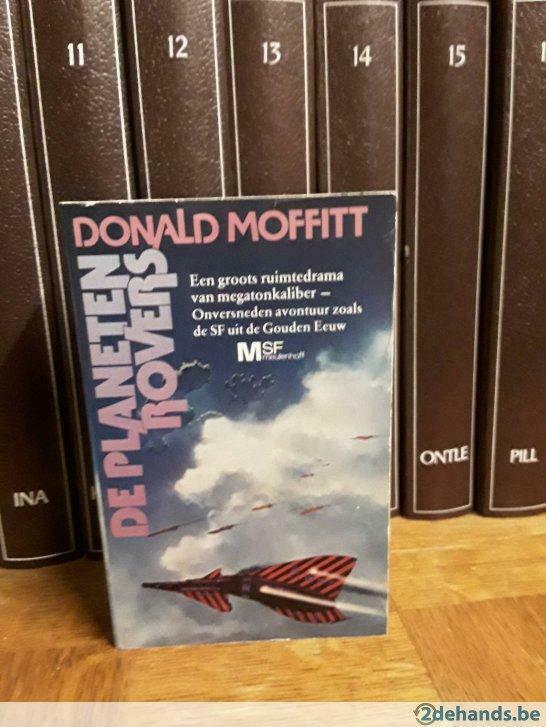 11
12
13
14
15
DONALD MOFFITT
DE PLANETEN
ROVERS
Een groots ruimtedrama
van megatonkaliber –
Onversneden avontuur zoals
de SF uit de Gouden Eeuw
MSF
meulenhoff
INA
ONTLE
PILL
2dehands.be